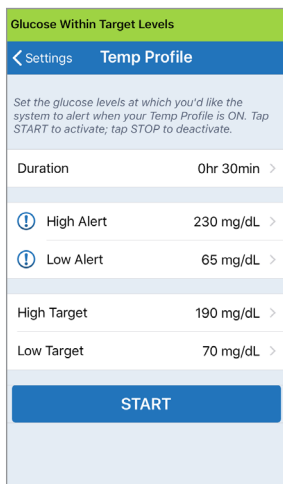 Glucose Within Target Levels
Settings Temp Profile
Set the glucose levels at which you'd like the
system to alert when your Temp Profile is ON. Tap
START to activate; tap STOP to deactivate.
Duration 0hr 30min
High Alert 230 mg/dL
Low Alert 65 mg/dL
High Target 190 mg/dL
Low Target 70 mg/dL
START